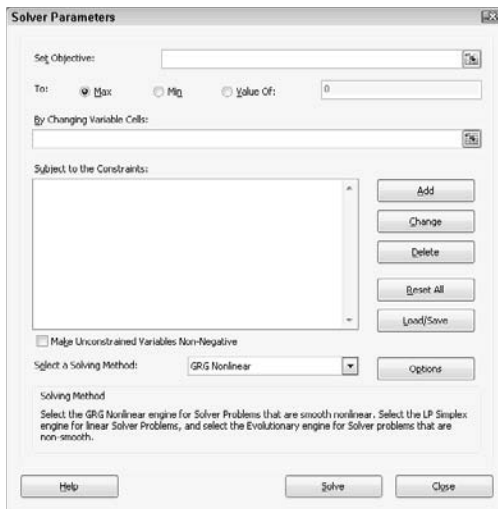 Solver Parameters
Set Objective:
To: Max Min Value Of: 0
By Changing Variable Cells:
Subject to the Constraints:
Add
Change
Delete
Reset All
Load/Save
Make Unconstrained Variables Non-Negative
Select a Solving Method: GRG Nonlinear Options
Solving Method
Select the GRG Nonlinear engine for Solver Problems that are smooth nonlinear. Select the LP Simplex
engine for linear Solver Problems, and select the Evolutionary engine for Solver problems that are
non-smooth.
Help Solve Close